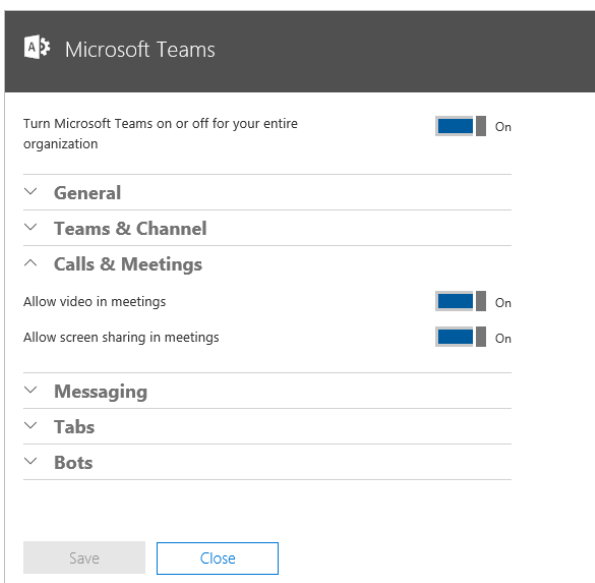 Microsoft Teams
Turn Microsoft Teams on or off for your entire
organization
On
General
Teams & Channel
Calls & Meetings
Allow video in meetings
On
Allow screen sharing in meetings
On
Messaging
Tabs
Bots
Save
Close